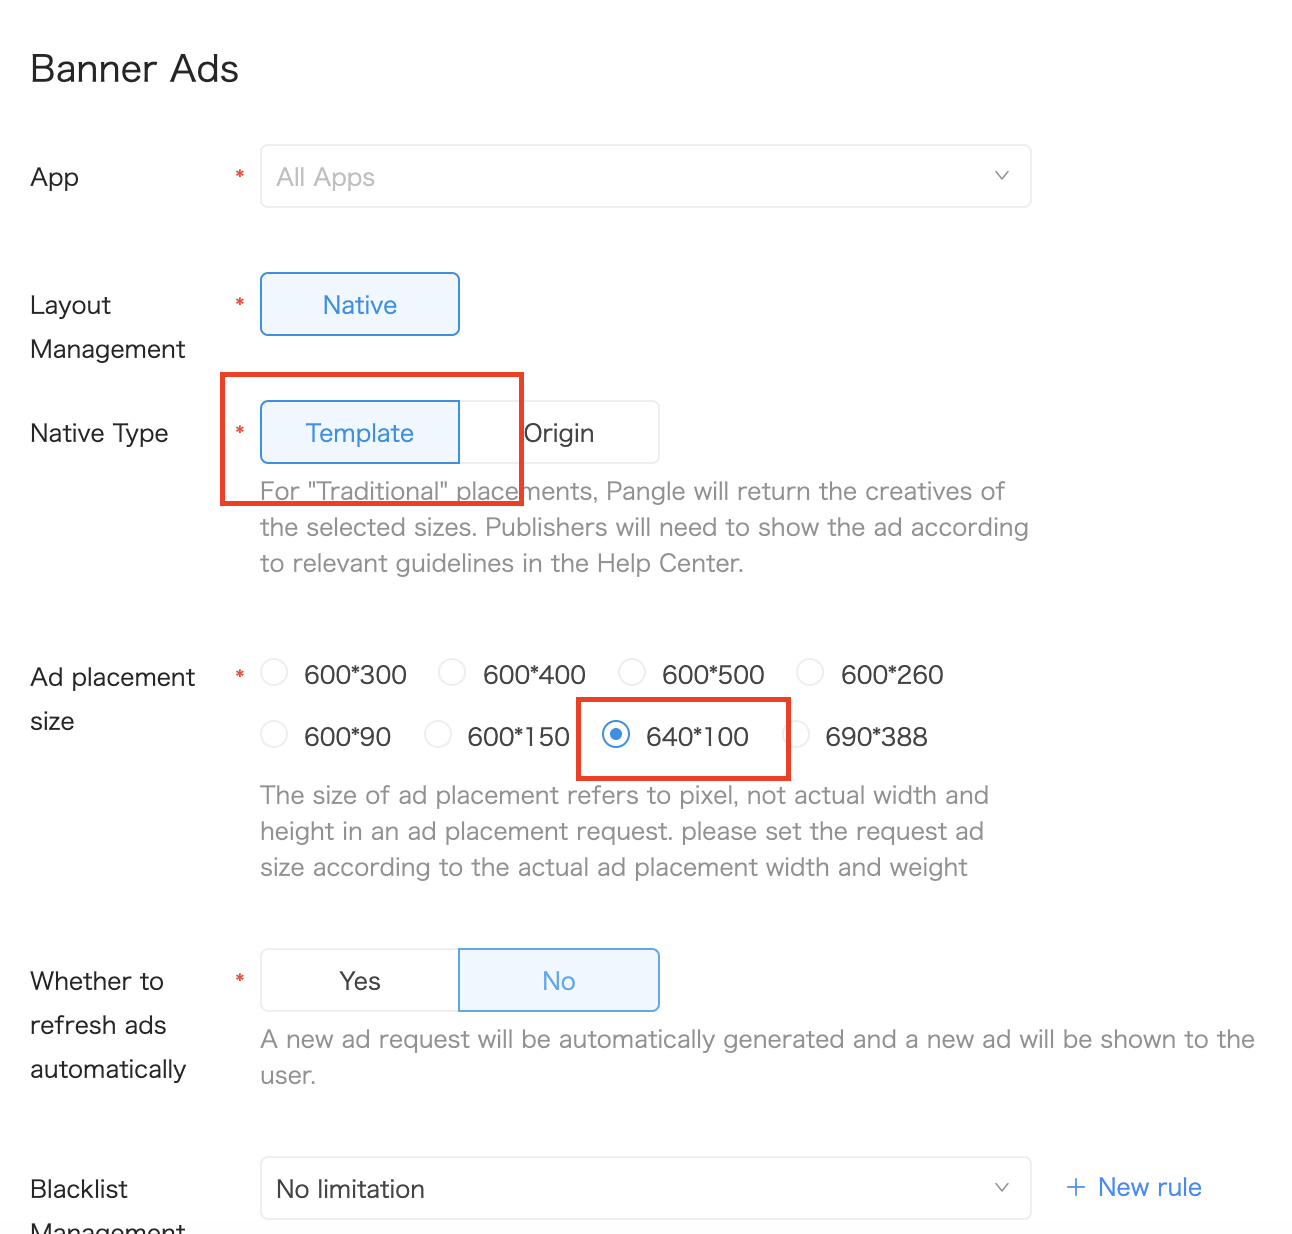 Banner Ads
App * All Apps
Layout * Native
Management
Native Type * Template Origin
For "Traditional" placements, Pangle will return the creatives of
the selected sizes. Publishers will need to show the ad according
to relevant guidelines in the Help Center.
Ad placement * 600*300 600*400 600*500 600*260
size
600*90 600*150 640*100 690*388
The size of ad placement refers to pixel, not actual width and
height in an ad placement request. please set the request ad
size according to the actual ad placement width and weight
Whether to * Yes No
refresh ads
automatically
A new ad request will be automatically generated and a new ad will be shown to the
user.
Blacklist No limitation + New rule
Management